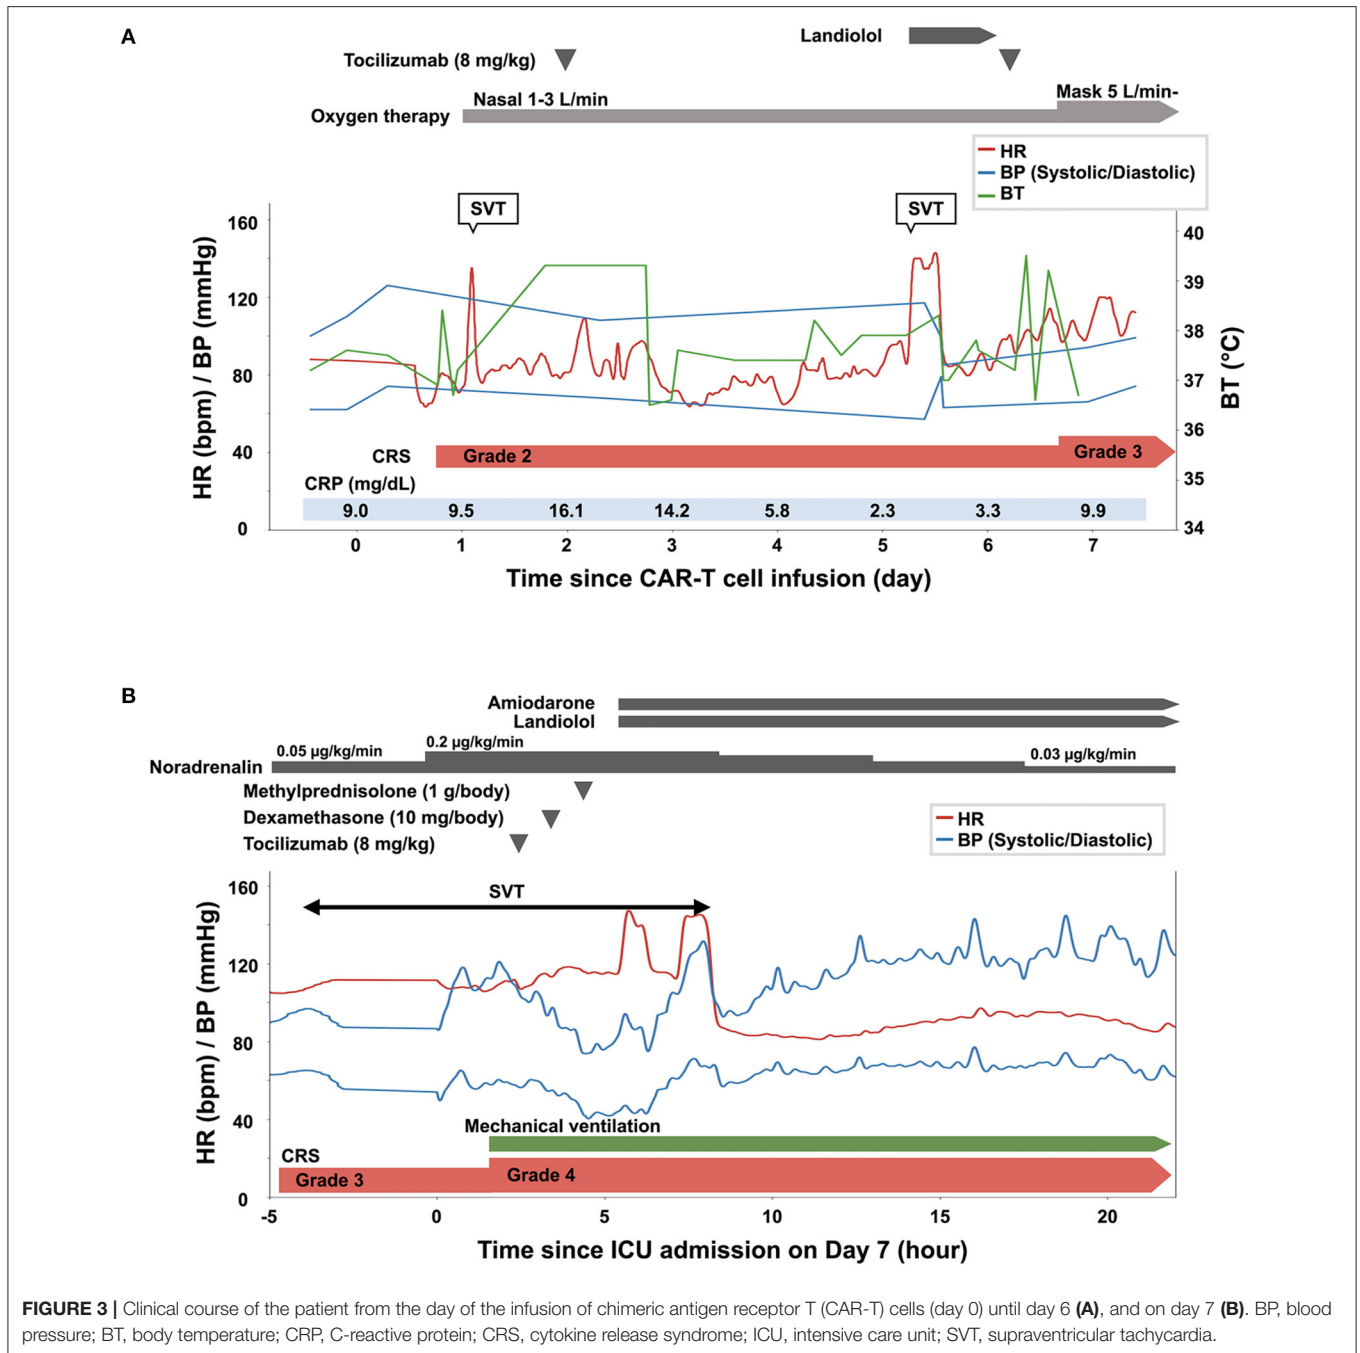 A
Landiolol
Tocilizumab (8 mg/kg)
Nasal 1-3 L/min
Mask 5 L/min-
Oxygen therapy
HR
BP (Systolic/Diastolic)
BT
SVT
SVT
160
120
80
40
0
HR (bpm) / BP (mmHg)
40
39
38
37
36
35
34
BT (°C)
CRS
Grade 2
Grade 3
CRP (mg/dL)
9.0 9.5 16.1 14.2 5.8 2.3 3.3 9.9
0 1 2 3 4 5 6 7
Time since CAR-T cell infusion (day)
B
Amiodarone
Landiolol
0.05 µg/kg/min
0.2 µg/kg/min
0.03 µg/kg/min
Noradrenalin
Methylprednisolone (1 g/body)
Dexamethasone (10 mg/body)
Tocilizumab (8 mg/kg)
HR
BP (Systolic/Diastolic)
SVT
160
120
80
40
0
HR (bpm) / BP (mmHg)
Mechanical ventilation
CRS
Grade 3
Grade 4
-5 0 5 10 15 20
Time since ICU admission on Day 7 (hour)
FIGURE 3 | Clinical course of the patient from the day of the infusion of chimeric antigen receptor T (CAR-T) cells (day 0) until day 6 (A), and on day 7 (B). BP, blood
pressure; BT, body temperature; CRP, C-reactive protein; CRS, cytokine release syndrome; ICU, intensive care unit; SVT, supraventricular tachycardia.